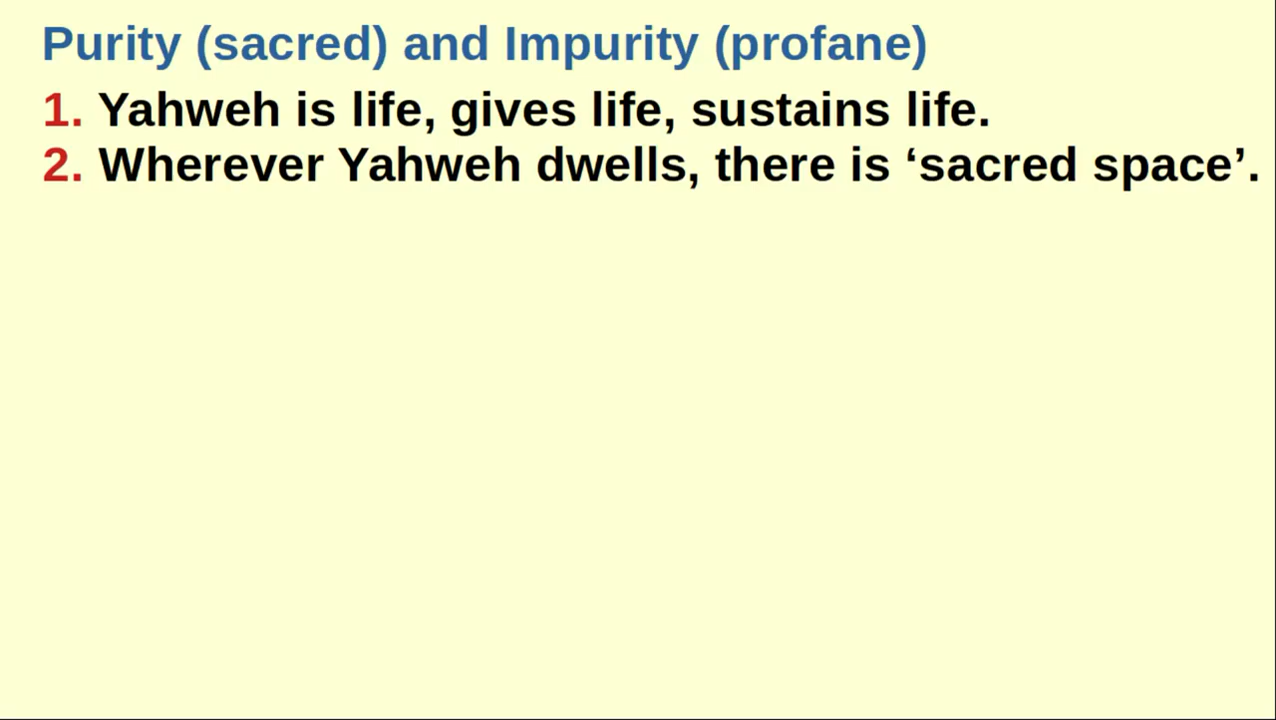 Purity (sacred) and Impurity (profane)
1. Yahweh is life, gives life, sustains life.
2. Wherever Yahweh dwells, there is ‘sacred space’.